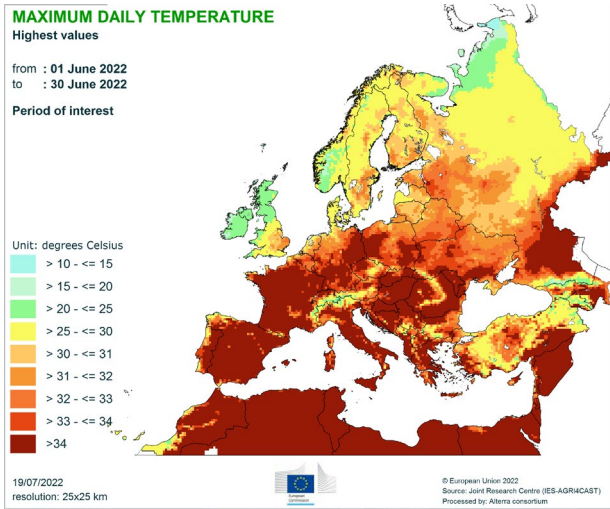 MAXIMUM DAILY TEMPERATURE
Highest values
from : 01 June 2022
to : 30 June 2022
Period of interest
Unit: degrees Celsius
> 10 - <= 15
> 15 - <= 20
> 20 - <= 25
> 25 - <= 30
> 30 - <= 31
> 31 - <= 32
> 32 - <= 33
> 33 - <= 34
>34
19/07/2022
resolution: 25x25 km
European
Commission
© European Union 2022
Source: Joint Research Centre (IES-AGRI4CAST)
Processed by: Alterra consortium